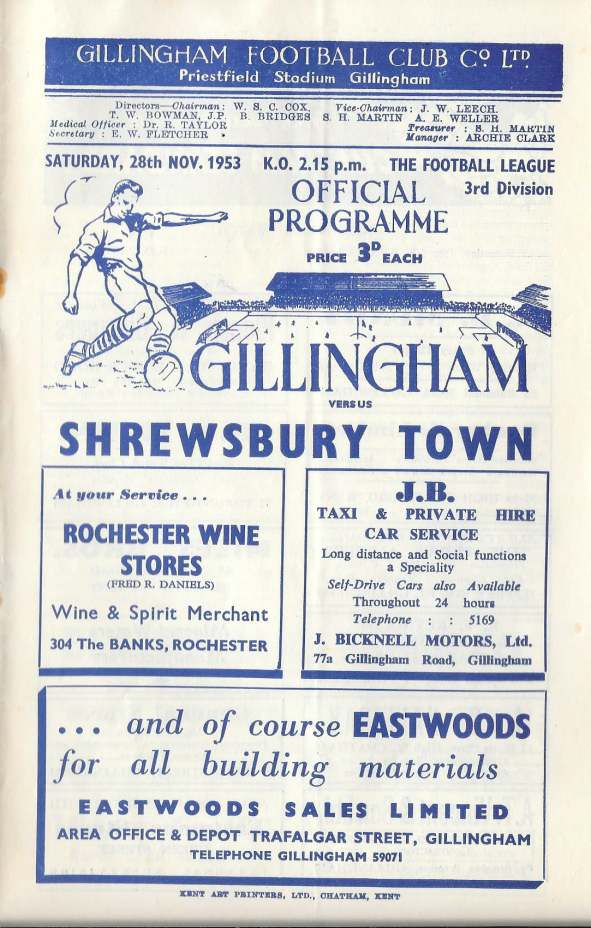 GILLINGHAM FOOTBALL CLUB Cº LTD.
Priestfield Stadium Gillingham
Directors—Chairman: W. S. C. COX, Vice-Chairman: J. W. LEECH.
T. W. BOWMAN, J.P. B. BRIDGES S. H. MARTIN A. E. WELLER
Medical Officer: Dr. R. TAYLOR Treasurer: S. H. MARTIN
Secretary: E. W. FLETCHER Manager: ARCHIE CLARK
SATURDAY, 28th NOV. 1953 K.O. 2.15 p.m. THE FOOTBALL LEAGUE
3rd Division
OFFICIAL
PROGRAMME
PRICE 3D EACH
GILLINGHAM
VERSUS
SHREWSBURY TOWN
At your Service . . .
ROCHESTER WINE
STORES
(FRED R. DANIELS)
Wine & Spirit Merchant
304 The BANKS, ROCHESTER
J.B.
TAXI & PRIVATE HIRE
CAR SERVICE
Long distance and Social functions
a Speciality
Self-Drive Cars also Available
Throughout 24 hours
Telephone : : 5169
J. BICKNELL MOTORS, Ltd.
77a Gillingham Road, Gillingham
. . . and of course EASTWOODS
for all building materials
EASTWOODS SALES LIMITED
AREA OFFICE & DEPOT TRAFALGAR STREET, GILLINGHAM
TELEPHONE GILLINGHAM 59071
KENT ART PRINTERS, LTD., CHATHAM, KENT